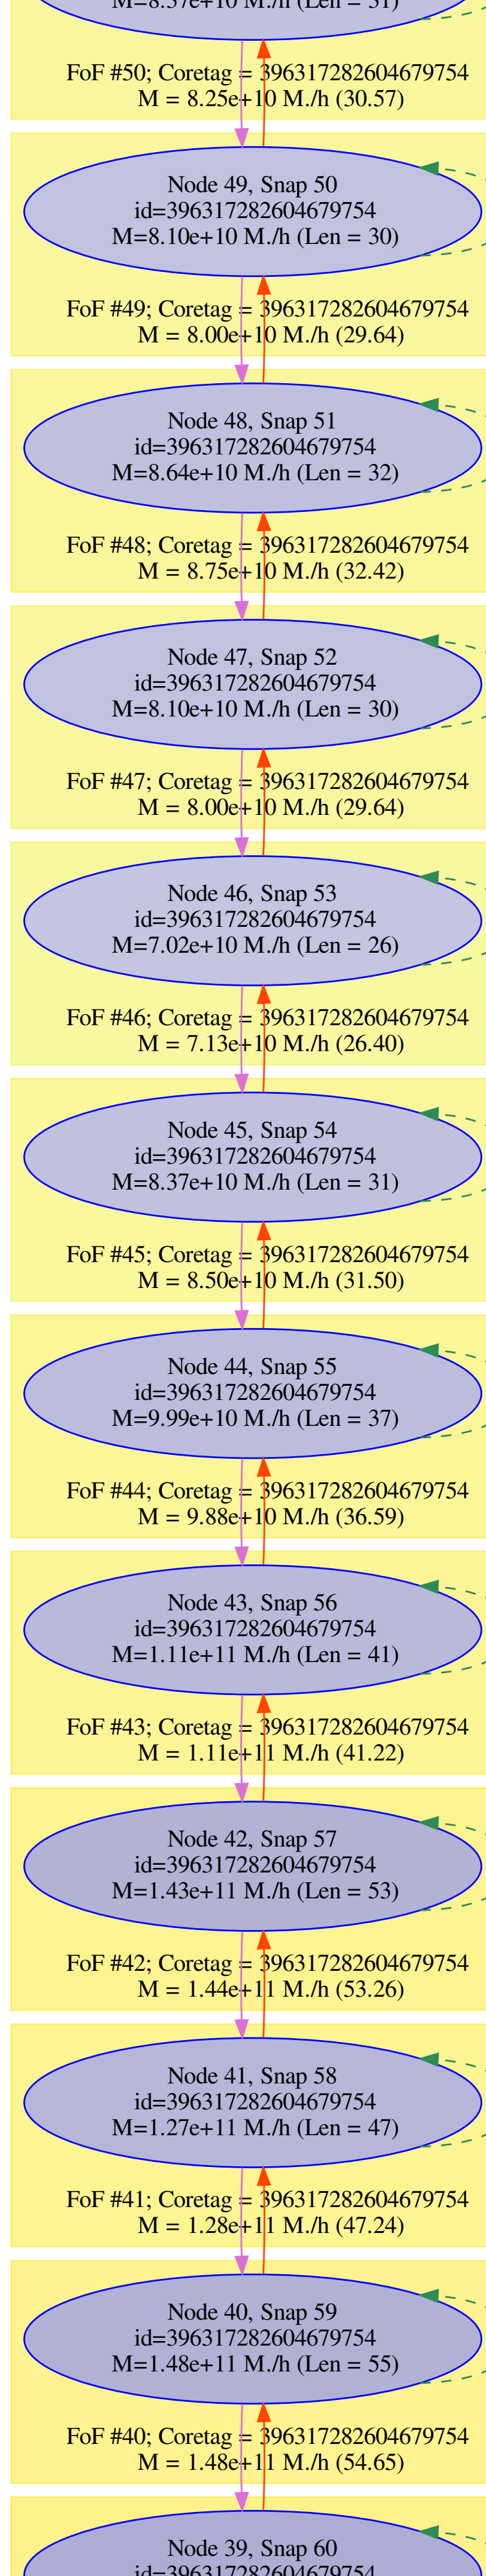 M=8.37e+10 M./h (Len = 31)
FoF #50; Coretag = 396317282604679754
M = 8.25e+10 M./h (30.57)
Node 49, Snap 50
id=396317282604679754
M=8.10e+10 M./h (Len = 30)
FoF #49; Coretag = 396317282604679754
M = 8.00e+10 M./h (29.64)
Node 48, Snap 51
id=396317282604679754
M=8.64e+10 M./h (Len = 32)
FoF #48; Coretag = 396317282604679754
M = 8.75e+10 M./h (32.42)
Node 47, Snap 52
id=396317282604679754
M=8.10e+10 M./h (Len = 30)
FoF #47; Coretag = 396317282604679754
M = 8.00e+10 M./h (29.64)
Node 46, Snap 53
id=396317282604679754
M=7.02e+10 M./h (Len = 26)
FoF #46; Coretag = 396317282604679754
M = 7.13e+10 M./h (26.40)
Node 45, Snap 54
id=396317282604679754
M=8.37e+10 M./h (Len = 31)
FoF #45; Coretag = 396317282604679754
M = 8.50e+10 M./h (31.50)
Node 44, Snap 55
id=396317282604679754
M=9.99e+10 M./h (Len = 37)
FoF #44; Coretag = 396317282604679754
M = 9.88e+10 M./h (36.59)
Node 43, Snap 56
id=396317282604679754
M=1.11e+11 M./h (Len = 41)
FoF #43; Coretag = 396317282604679754
M = 1.11e+11 M./h (41.22)
Node 42, Snap 57
id=396317282604679754
M=1.43e+11 M./h (Len = 53)
FoF #42; Coretag = 396317282604679754
M = 1.44e+11 M./h (53.26)
Node 41, Snap 58
id=396317282604679754
M=1.27e+11 M./h (Len = 47)
FoF #41; Coretag = 396317282604679754
M = 1.28e+11 M./h (47.24)
Node 40, Snap 59
id=396317282604679754
M=1.48e+11 M./h (Len = 55)
FoF #40; Coretag = 396317282604679754
M = 1.48e+11 M./h (54.65)
Node 39, Snap 60
id=396317282604679754